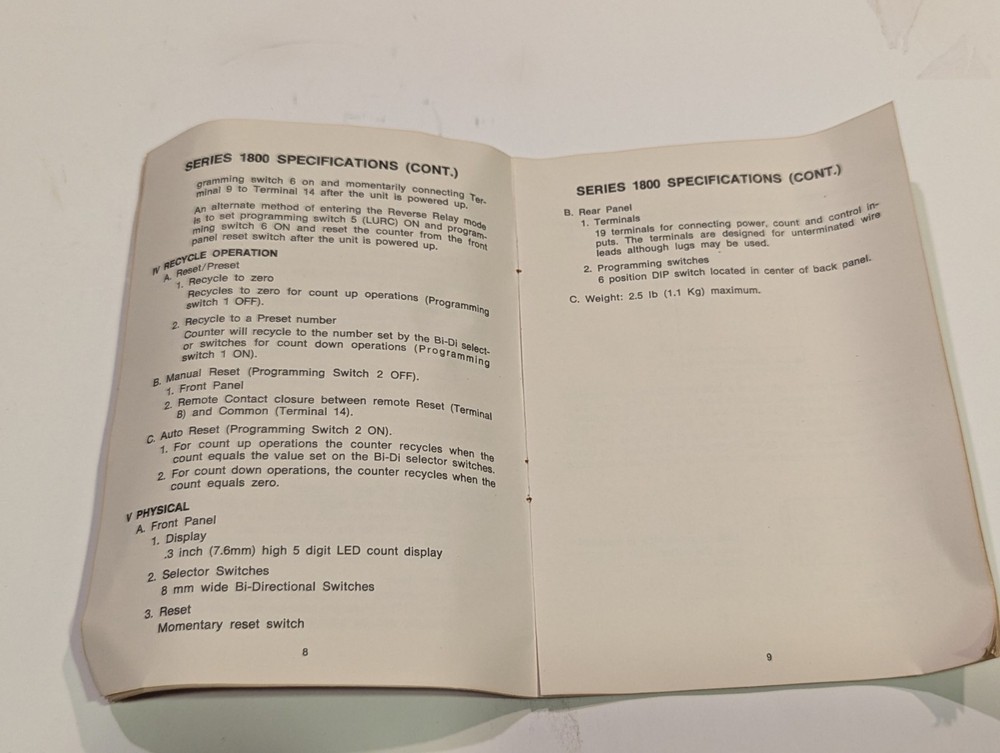 SERIES 1800 SPECIFICATIONS (CONT.)
gramming switch 6 on and momentarily connecting Ter-
minal 9 to Terminal 14 after the unit is powered up.
An alternate method of entering the Reverse Relay mode
is to set programming switch 5 (LURC) ON and program-
ming switch 6 ON and reset the counter from the front
panel reset switch after the unit is powered up.
IV RECYCLE OPERATION
A. Reset/Preset
1. Recycle to zero
Recycles to zero for count up operations (Programming
switch 1 OFF).
2. Recycle to a Preset number
Counter will recycle to the number set by the Bi-Di select-
or switches for count down operations (Programming
switch 1 ON).
B. Manual Reset (Programming Switch 2 OFF).
1. Front Panel
2. Remote Contact closure between remote Reset (Terminal
8) and Common (Terminal 14).
C. Auto Reset (Programming Switch 2 ON).
1. For count up operations the counter recycles when the
count equals the value set on the Bi-Di selector switches.
2. For count down operations, the counter recycles when the
count equals zero.
V PHYSICAL
A. Front Panel
1. Display
.3 inch (7.6mm) high 5 digit LED count display
2. Selector Switches
8 mm wide Bi-Directional Switches
3. Reset
Momentary reset switch
8
SERIES 1800 SPECIFICATIONS (CONT.)
B. Rear Panel
1. Terminals
19 terminals for connecting power, count and control in-
puts. The terminals are designed for unterminated wire
leads although lugs may be used.
2. Programming switches
6 position DIP switch located in center of back panel.
C. Weight: 2.5 lb (1.1 Kg) maximum.
9